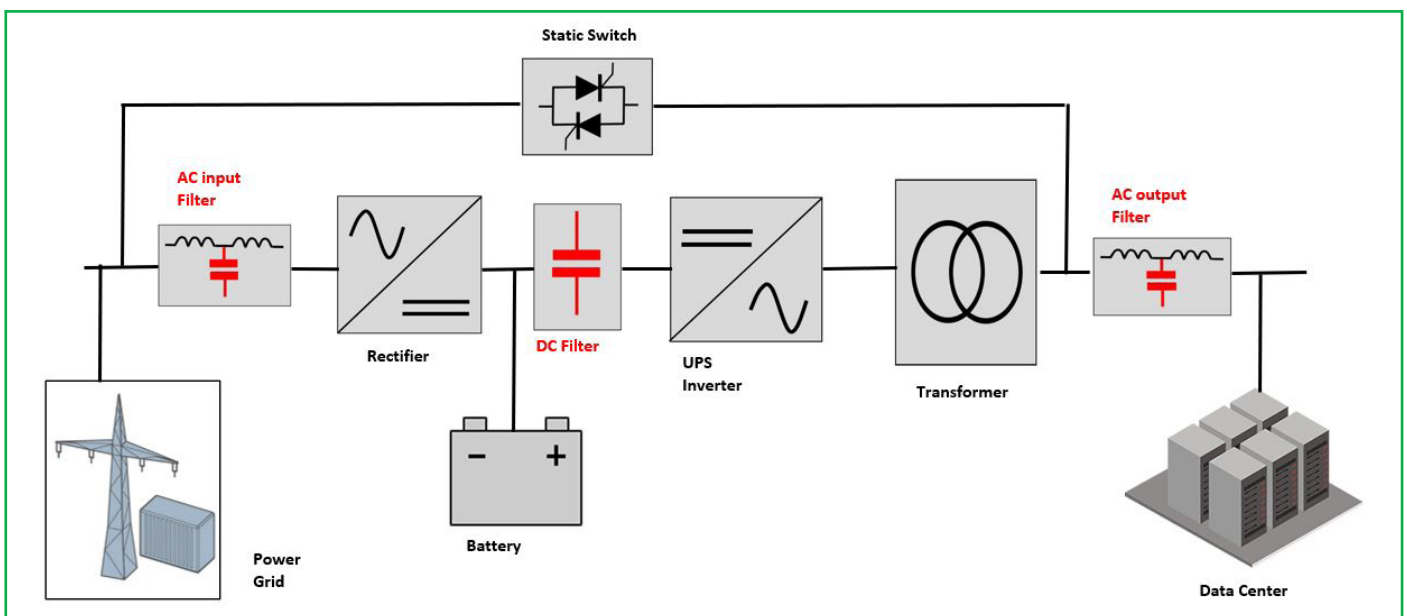 Static Switch
AC input
Filter
AC output
Filter
Rectifier
DC Filter
UPS
Inverter
Transformer
- +
Battery
Power
Grid
Data Center